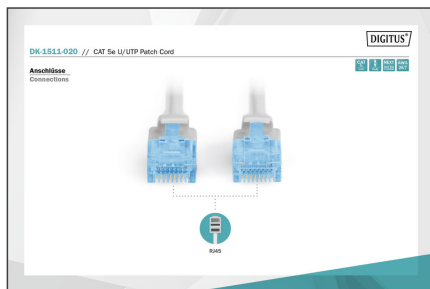 DIGITUS®
DK-1511-020 // CAT 5e U/UTP Patch Cord
Anschlüsse
Connections
RJ45